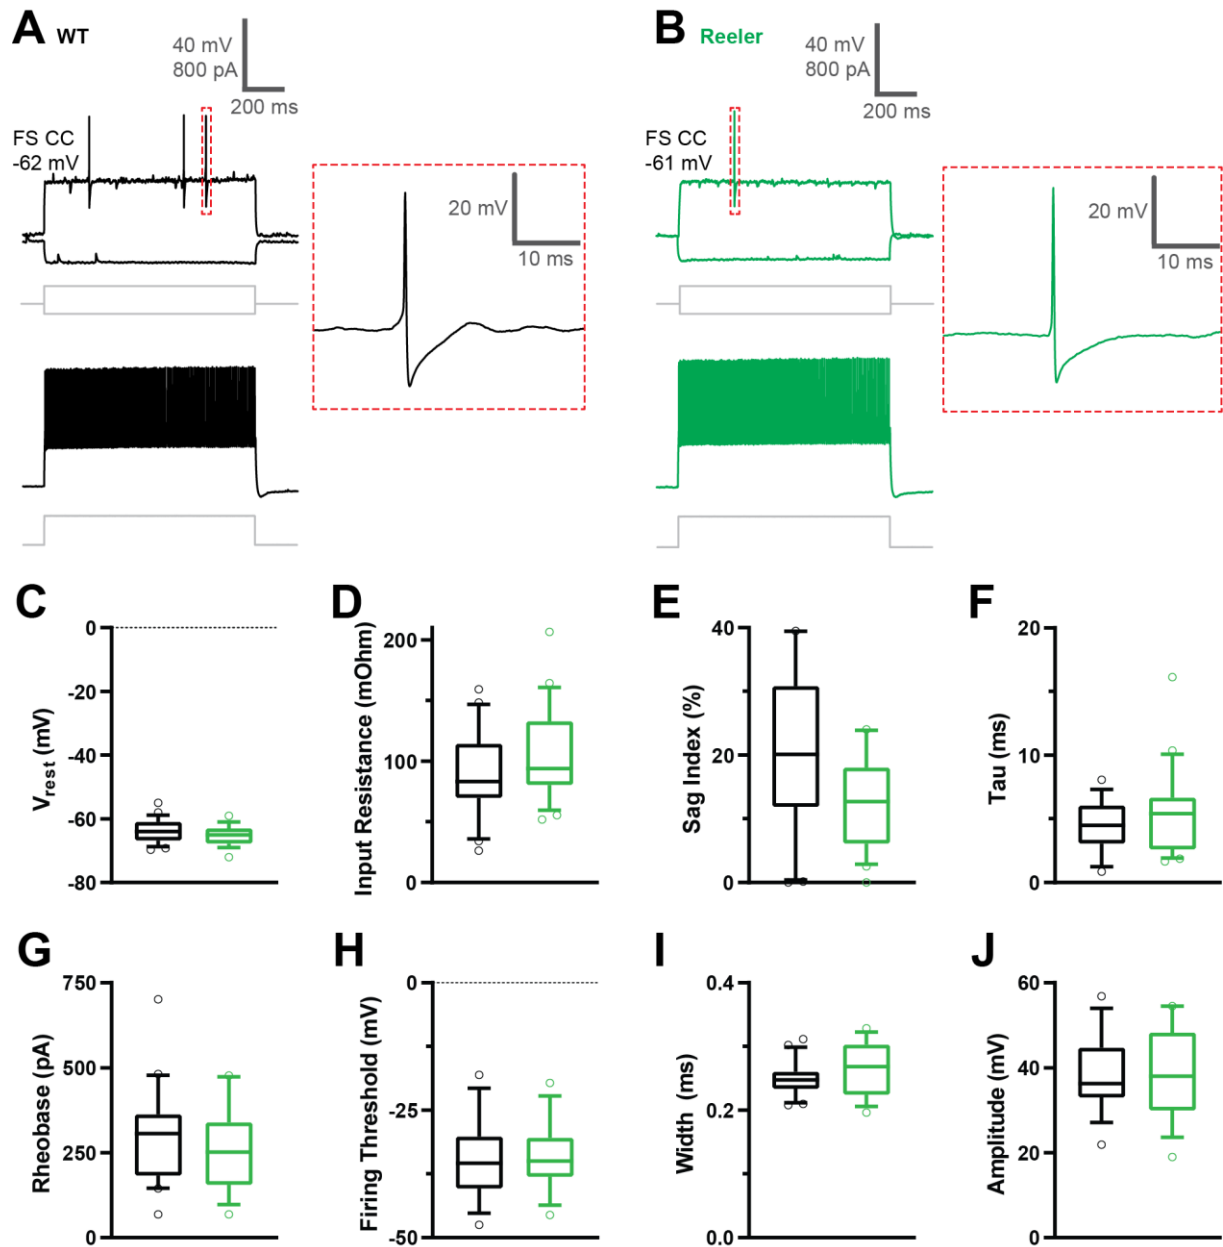 A WT
40 mV
800 pA
200 ms
FS CC
-62 mV
20 mV
10 ms
B Reeler
40 mV
800 pA
200 ms
FS CC
-61 mV
20 mV
10 ms
C
0
-20
-40
-60
-80
Vrest (mV)
D
200
100
0
Input Resistance (mOhm)
E
40
20
0
Sag Index (%)
F
20
10
0
Tau (ms)
G
750
500
250
0
Rheobase (pA)
H
0
-25
-50
Firing Threshold (mV)
I
0.4
0.2
0.0
Width (ms)
J
60
40
20
0
Amplitude (mV)